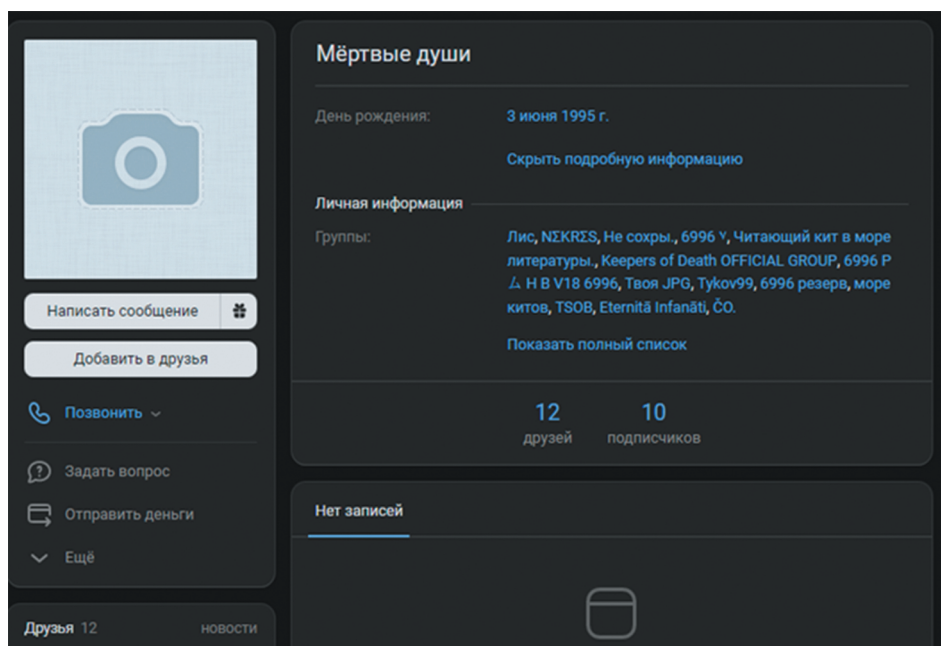 Мёртвые души
День рождения: 3 июня 1995 г.
Скрыть подробную информацию
Личная информация
Группы: Лис, NΣKRΣS, Не сохры., 6996 ʏ, Читающий кит в море
литературы., Keepers of Death OFFICIAL GROUP, 6996 P
ム H B V18 6996, Твоя JPG, Tykov99, 6996 резерв, море
китов, TSOB, Eternitā Infanāti, ČO.
Показать полный список
12 10
друзей подписчиков
Нет записей
Написать сообщение
Добавить в друзья
Позвонить
Задать вопрос
Отправить деньги
Ещё
Друзья 12 новости